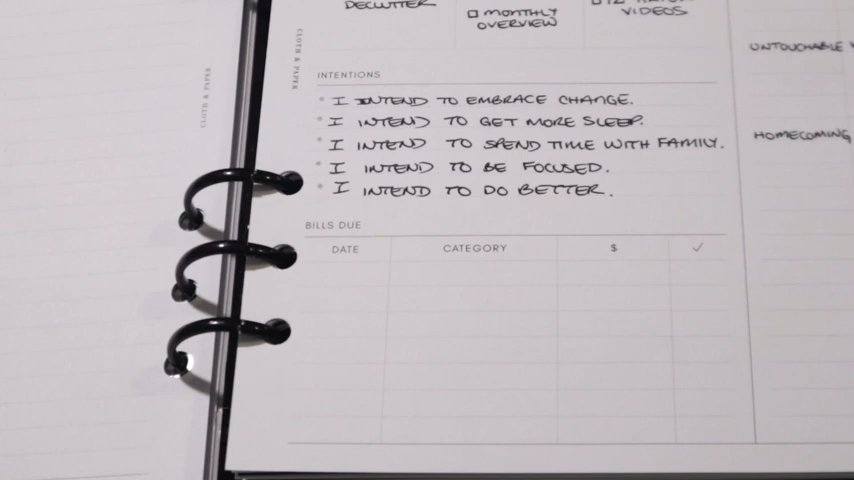 DECLUTTER
☐ MONTHLY
OVERVIEW
VIDEOS
UNTOUCHABLE
CLOTH & PAPER
CLOTH & PAPER
INTENTIONS
• I INTEND TO EMBRACE CHANGE.
• I INTEND TO GET MORE SLEEP.
• I INTEND TO SPEND TIME WITH FAMILY.
• I INTEND TO BE FOCUSED.
• I INTEND TO DO BETTER.
HOMECOMING
BILLS DUE
DATE CATEGORY $ ✓